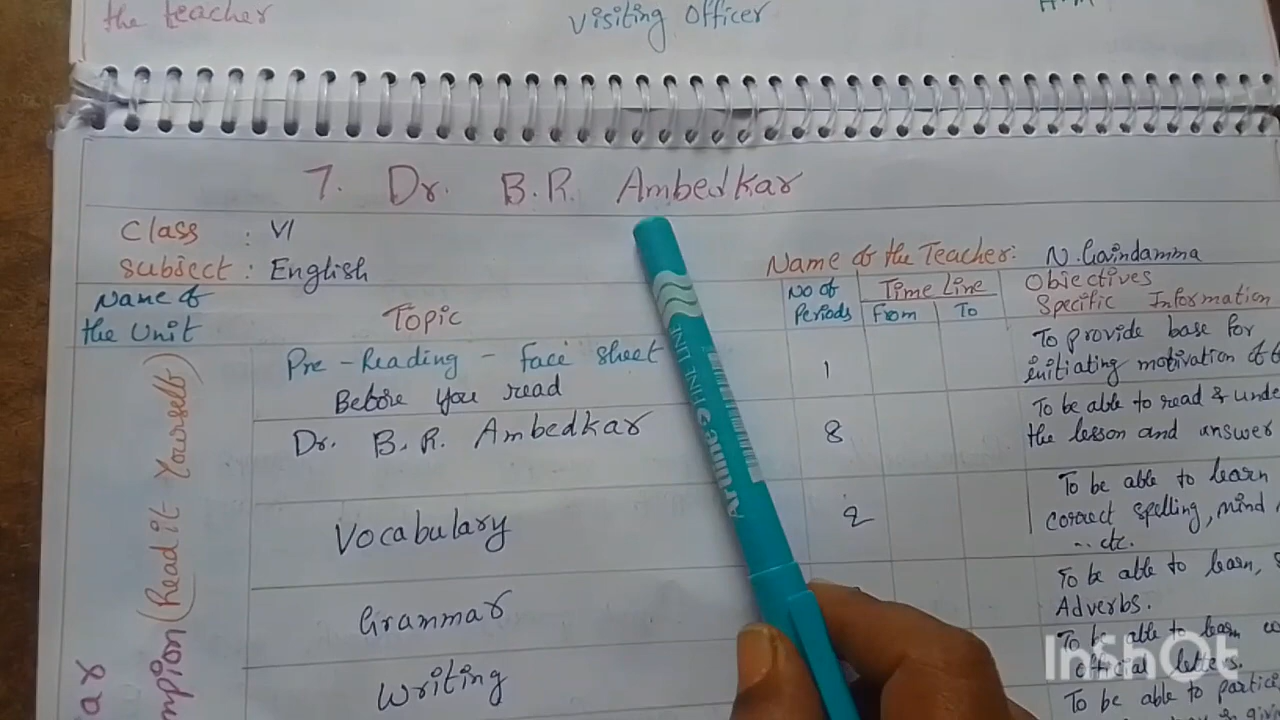 the teacher
Visiting Officer
H.M
7. Dr. B.R. Ambedkar
Class : VI
Subject : English
Name of the Teacher: N. Govindamma
Name of the Unit
Topic
No of Periods
Time Line
From
To
Objectives
Specific Information
Pre-Reading - Face sheet
Before you read
1
To provide base for
initiating motivation of
Dr. B. R. Ambedkar
8
To be able to read &
the lesson and answer
Vocabulary
2
To be able to learn
correct spelling, mind
..etc.
Grammar
To be able to learn,
Adverbs.
Writing
To be able to learn
official letters.
To be able to
(Read it Yourself)
ARTLINE
FINE LINE
InShOt